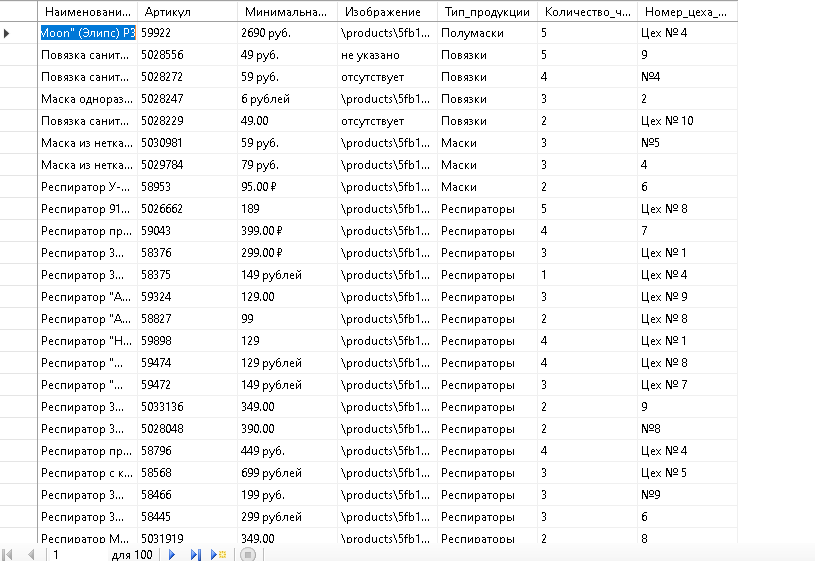 Наименовани... Артикул Минимальна... Изображение Тип_продукции Количество_ч... Номер_цеха_...
Moon" (Элипс) P3 59922 2690 руб. \products\5fb1... Полумаски 5 Цех № 4
Повязка санит... 5028556 49 руб. не указано Повязки 5 9
Повязка санит... 5028272 59 руб. отсутствует Повязки 4 №4
Маска однораз... 5028247 6 рублей \products\5fb1... Повязки 3 2
Повязка санит... 5028229 49.00 отсутствует Повязки 2 Цех № 10
Маска из нетка... 5030981 59 руб. \products\5fb1... Маски 3 №5
Маска из нетка... 5029784 79 руб. \products\5fb1... Маски 3 4
Респиратор У-... 58953 95.00 ₽ \products\5fb1... Маски 2 6
Респиратор 91... 5026662 189 \products\5fb1... Респираторы 5 Цех № 8
Респиратор пр... 59043 399.00 ₽ \products\5fb1... Респираторы 4 7
Респиратор 3... 58376 299.00 ₽ \products\5fb1... Респираторы 3 Цех № 1
Респиратор 3... 58375 149 рублей \products\5fb1... Респираторы 1 Цех № 4
Респиратор "А... 59324 129.00 \products\5fb1... Респираторы 3 Цех № 9
Респиратор "А... 58827 99 \products\5fb1... Респираторы 2 Цех № 8
Респиратор "Н... 59898 129 \products\5fb1... Респираторы 4 Цех № 1
Респиратор "... 59474 129 рублей \products\5fb1... Респираторы 4 Цех № 8
Респиратор "... 59472 149 рублей \products\5fb1... Респираторы 3 Цех № 7
Респиратор 3... 5033136 349.00 \products\5fb1... Респираторы 2 9
Респиратор 3... 5028048 390.00 \products\5fb1... Респираторы 2 №8
Респиратор пр... 58796 449 руб. \products\5fb1... Респираторы 4 Цех № 4
Респиратор с к... 58568 699 рублей \products\5fb1... Респираторы 3 Цех № 5
Респиратор 3... 58466 199 руб. \products\5fb1... Респираторы 3 №9
Респиратор 3... 58445 299 рублей \products\5fb1... Респираторы 3 6
Респиратор М... 5031919 349.00 \products\5fb1... Респираторы 2 8
1 для 100